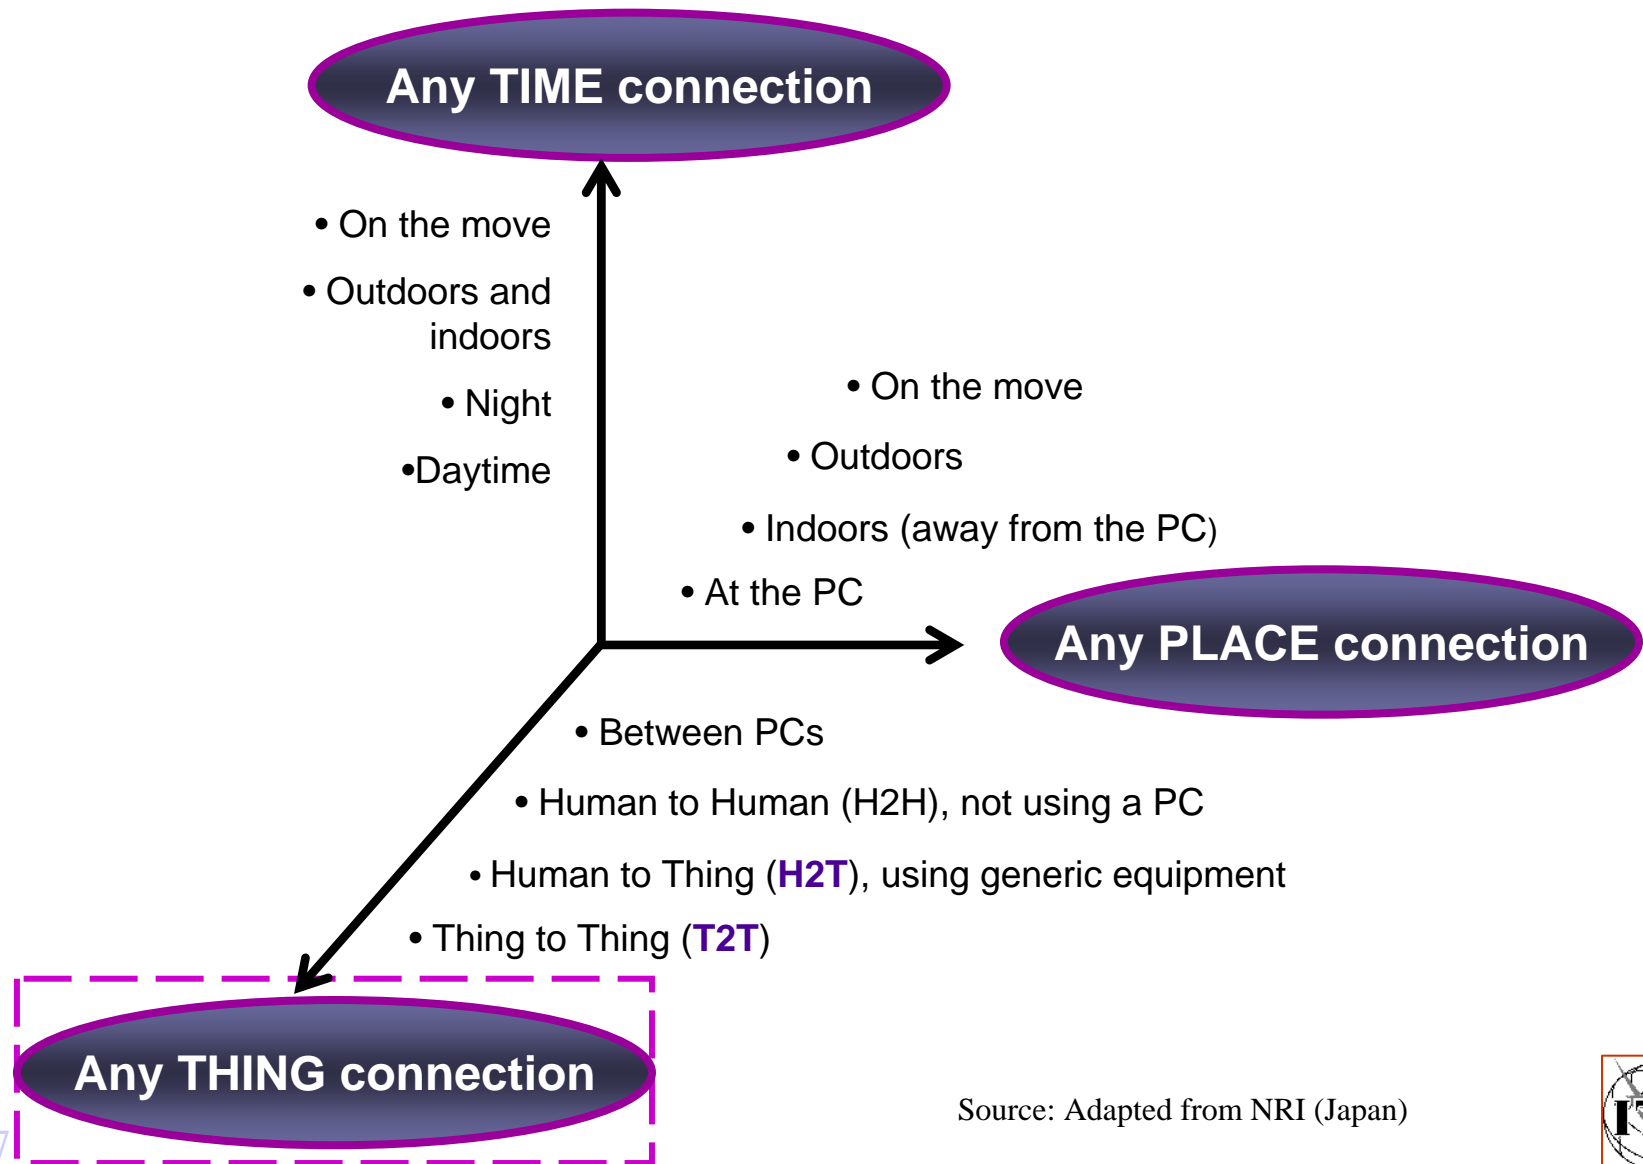 Any TIME connection
• On the move
• Outdoors and
indoors
• Night
•Daytime
• On the move
• Outdoors
• Indoors (away from the PC)
• At the PC
Any PLACE connection
• Between PCs
• Human to Human (H2H), not using a PC
• Human to Thing (H2T), using generic equipment
• Thing to Thing (T2T)
Any THING connection
Source: Adapted from NRI (Japan)
7